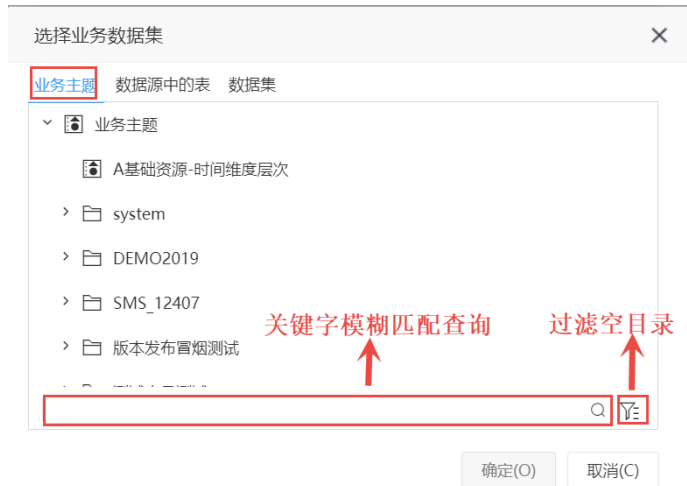 选择业务数据集
业务主题 数据源中的表 数据集
业务主题
A基础资源-时间维度层次
system
DEMO2019
SMS_12407
关键字模糊匹配查询 过滤空目录
版本发布冒烟测试
确定(O) 取消(C)